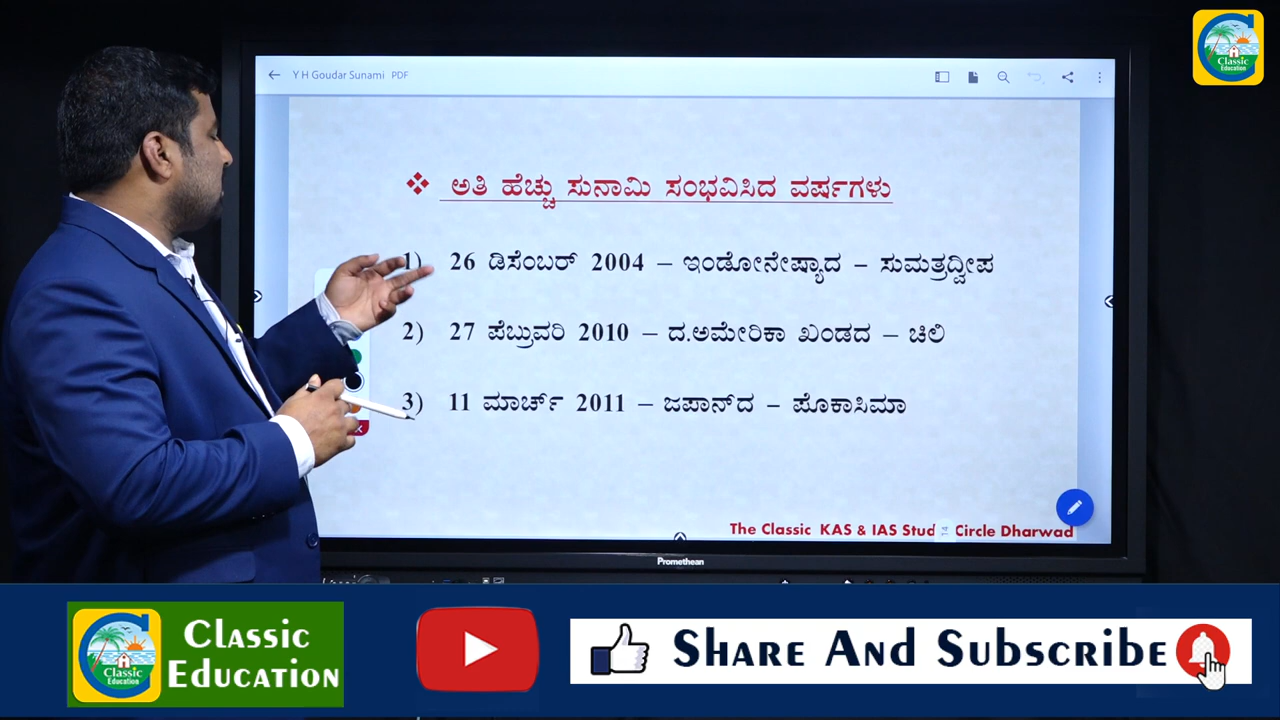 Y H Goudar Sunami PDF
Classic
Education
❖ ಅತಿ ಹೆಚ್ಚು ಸುನಾಮಿ ಸಂಭವಿಸಿದ ವರ್ಷಗಳು
1) 26 ಡಿಸೆಂಬರ್ 2004 – ಇಂಡೋನೇಷ್ಯಾದ – ಸುಮತ್ರದ್ವೀಪ
2) 27 ಪೆಬ್ರುವರಿ 2010 – ದ.ಅಮೇರಿಕಾ ಖಂಡದ – ಚಿಲಿ
3) 11 ಮಾರ್ಚ್ 2011 – ಜಪಾನ್‌ದ – ಪೊಕಾಸಿಮಾ
The Classic KAS & IAS Stud Circle Dharwad
Promethean
Classic
Education
CLASSIC
EDUCATION
SHARE AND SUBSCRIBE